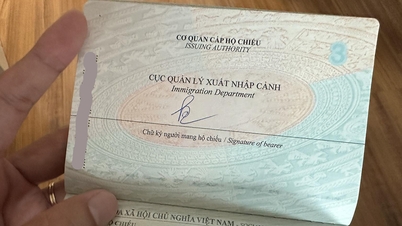 CƠ QUAN CẤP HỘ CHIẾU
ISSUING AUTHORITY
3
CỤC QUẢN LÝ XUẤT NHẬP CẢNH
Immigration Department
Chữ ký người mang hộ chiếu / Signature of bearer
XÃ HỘI CHỦ NGHĨA VIỆT NAM -
CHIẾU